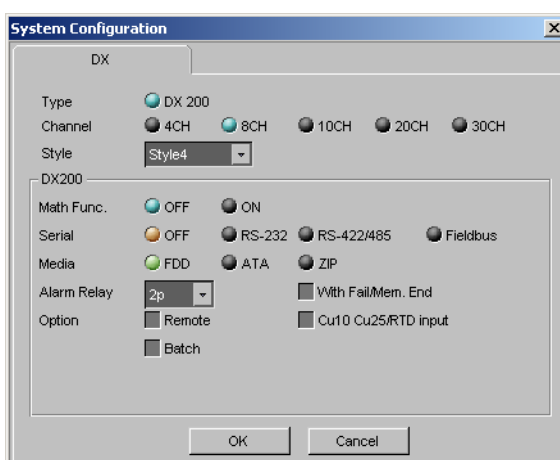 System Configuration
DX
Type DX 200
Channel 4CH 8CH 10CH 20CH 30CH
Style Style4
DX200
Math Func. OFF ON
Serial OFF RS-232 RS-422/485 Fieldbus
Media FDD ATA ZIP
Alarm Relay 2p With Fail/Mem. End
Option Remote Cu10 Cu25/RTD input
Batch
OK Cancel